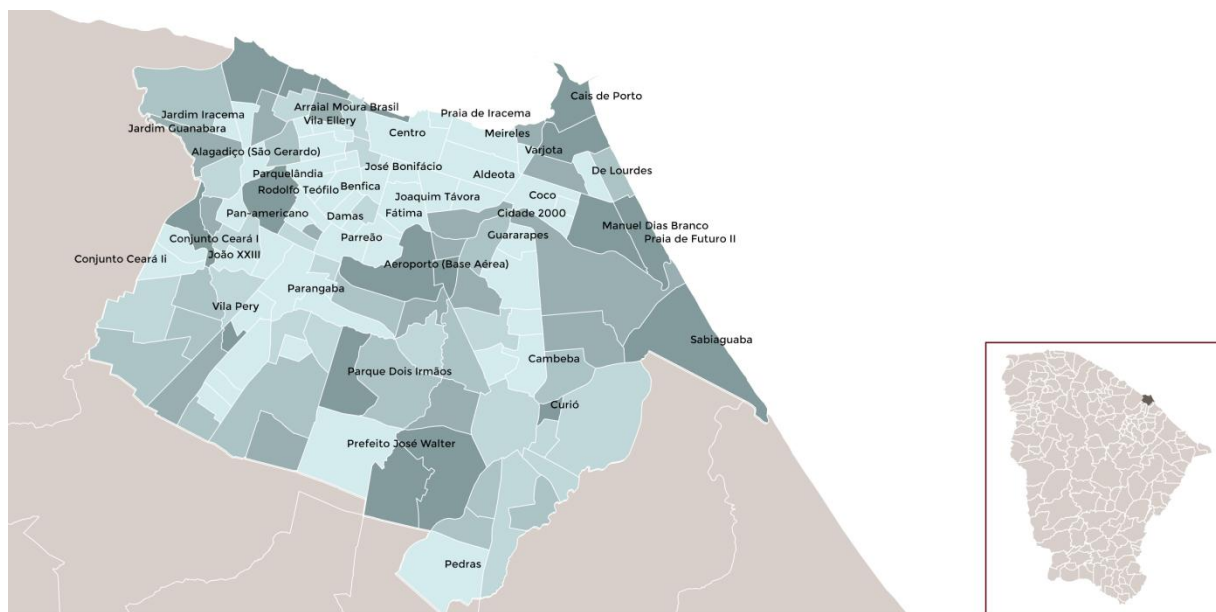 Cais de Porto
Arraial Moura Brasil
Praia de Iracema
Jardim Iracema
Vila Ellery
Jardim Guanabara
Centro
Meireles
Varjota
Alagadiço (São Gerardo)
José Bonifácio
Parquelândia
Aldeota
De Lourdes
Rodolfo Teófilo
Benfica
Joaquim Távora
Coco
Pan-americano
Damas
Fátima
Cidade 2000
Manuel Dias Branco
Guararapes
Conjunto Ceará I
Parreão
Praia de Futuro II
João XXIII
Conjunto Ceará Ii
Aeroporto (Base Aérea)
Parangaba
Vila Pery
Sabiaguaba
Cambeba
Parque Dois Irmãos
Curió
Prefeito José Walter
Pedras